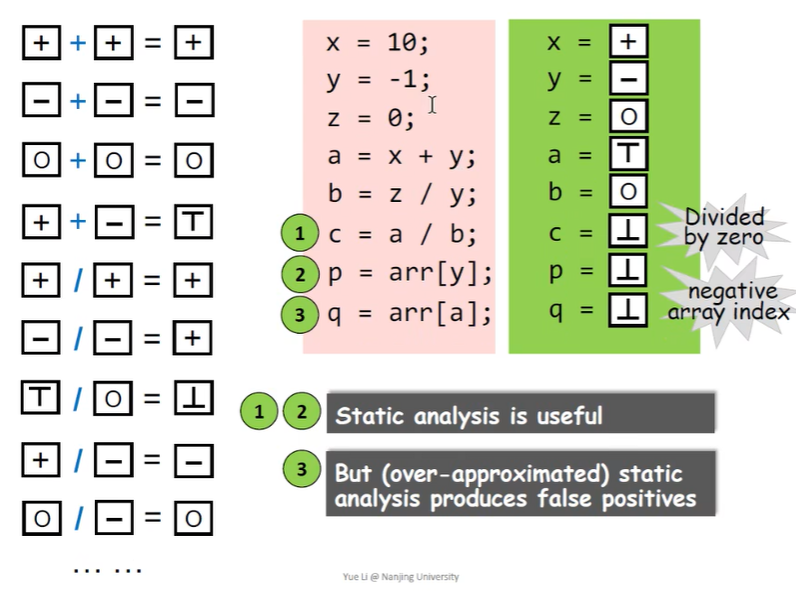 + + + = +
− + − = −
O + O = O
+ + − = ⊤
+ / + = +
− / − = +
⊤ / O = ⊥
+ / − = −
O / − = O
... ...
x = 10;
y = -1;
z = 0;
a = x + y;
b = z / y;
1 c = a / b;
2 p = arr[y];
3 q = arr[a];
x = +
y = −
z = O
a = ⊤
b = O
c = ⊥
p = ⊥
q = ⊥
Divided
by zero
negative
array index
1 2 Static analysis is useful
3 But (over-approximated) static
analysis produces false positives
Yue Li @ Nanjing University